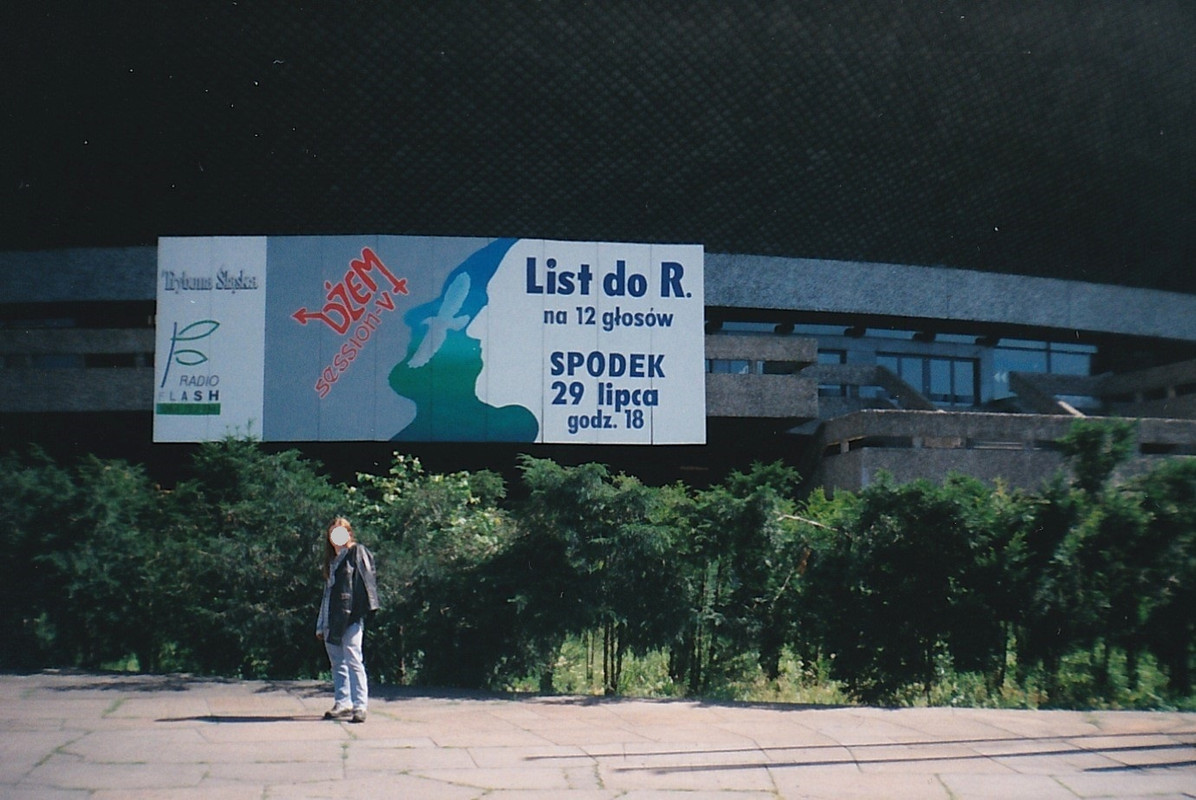 Trybuna Śląska
RADIO
FLASH
DŻEM
session-V
List do R.
na 12 głosów
SPODEK
29 lipca
godz. 18